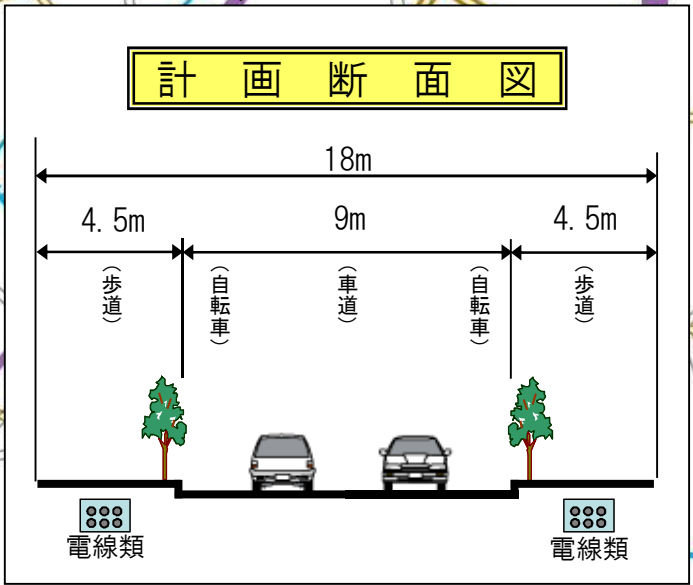 計画断面図
18m
4.5m
9m
4.5m
(歩道)
(自転車)
(車道)
(自転車)
(歩道)
電線類
電線類